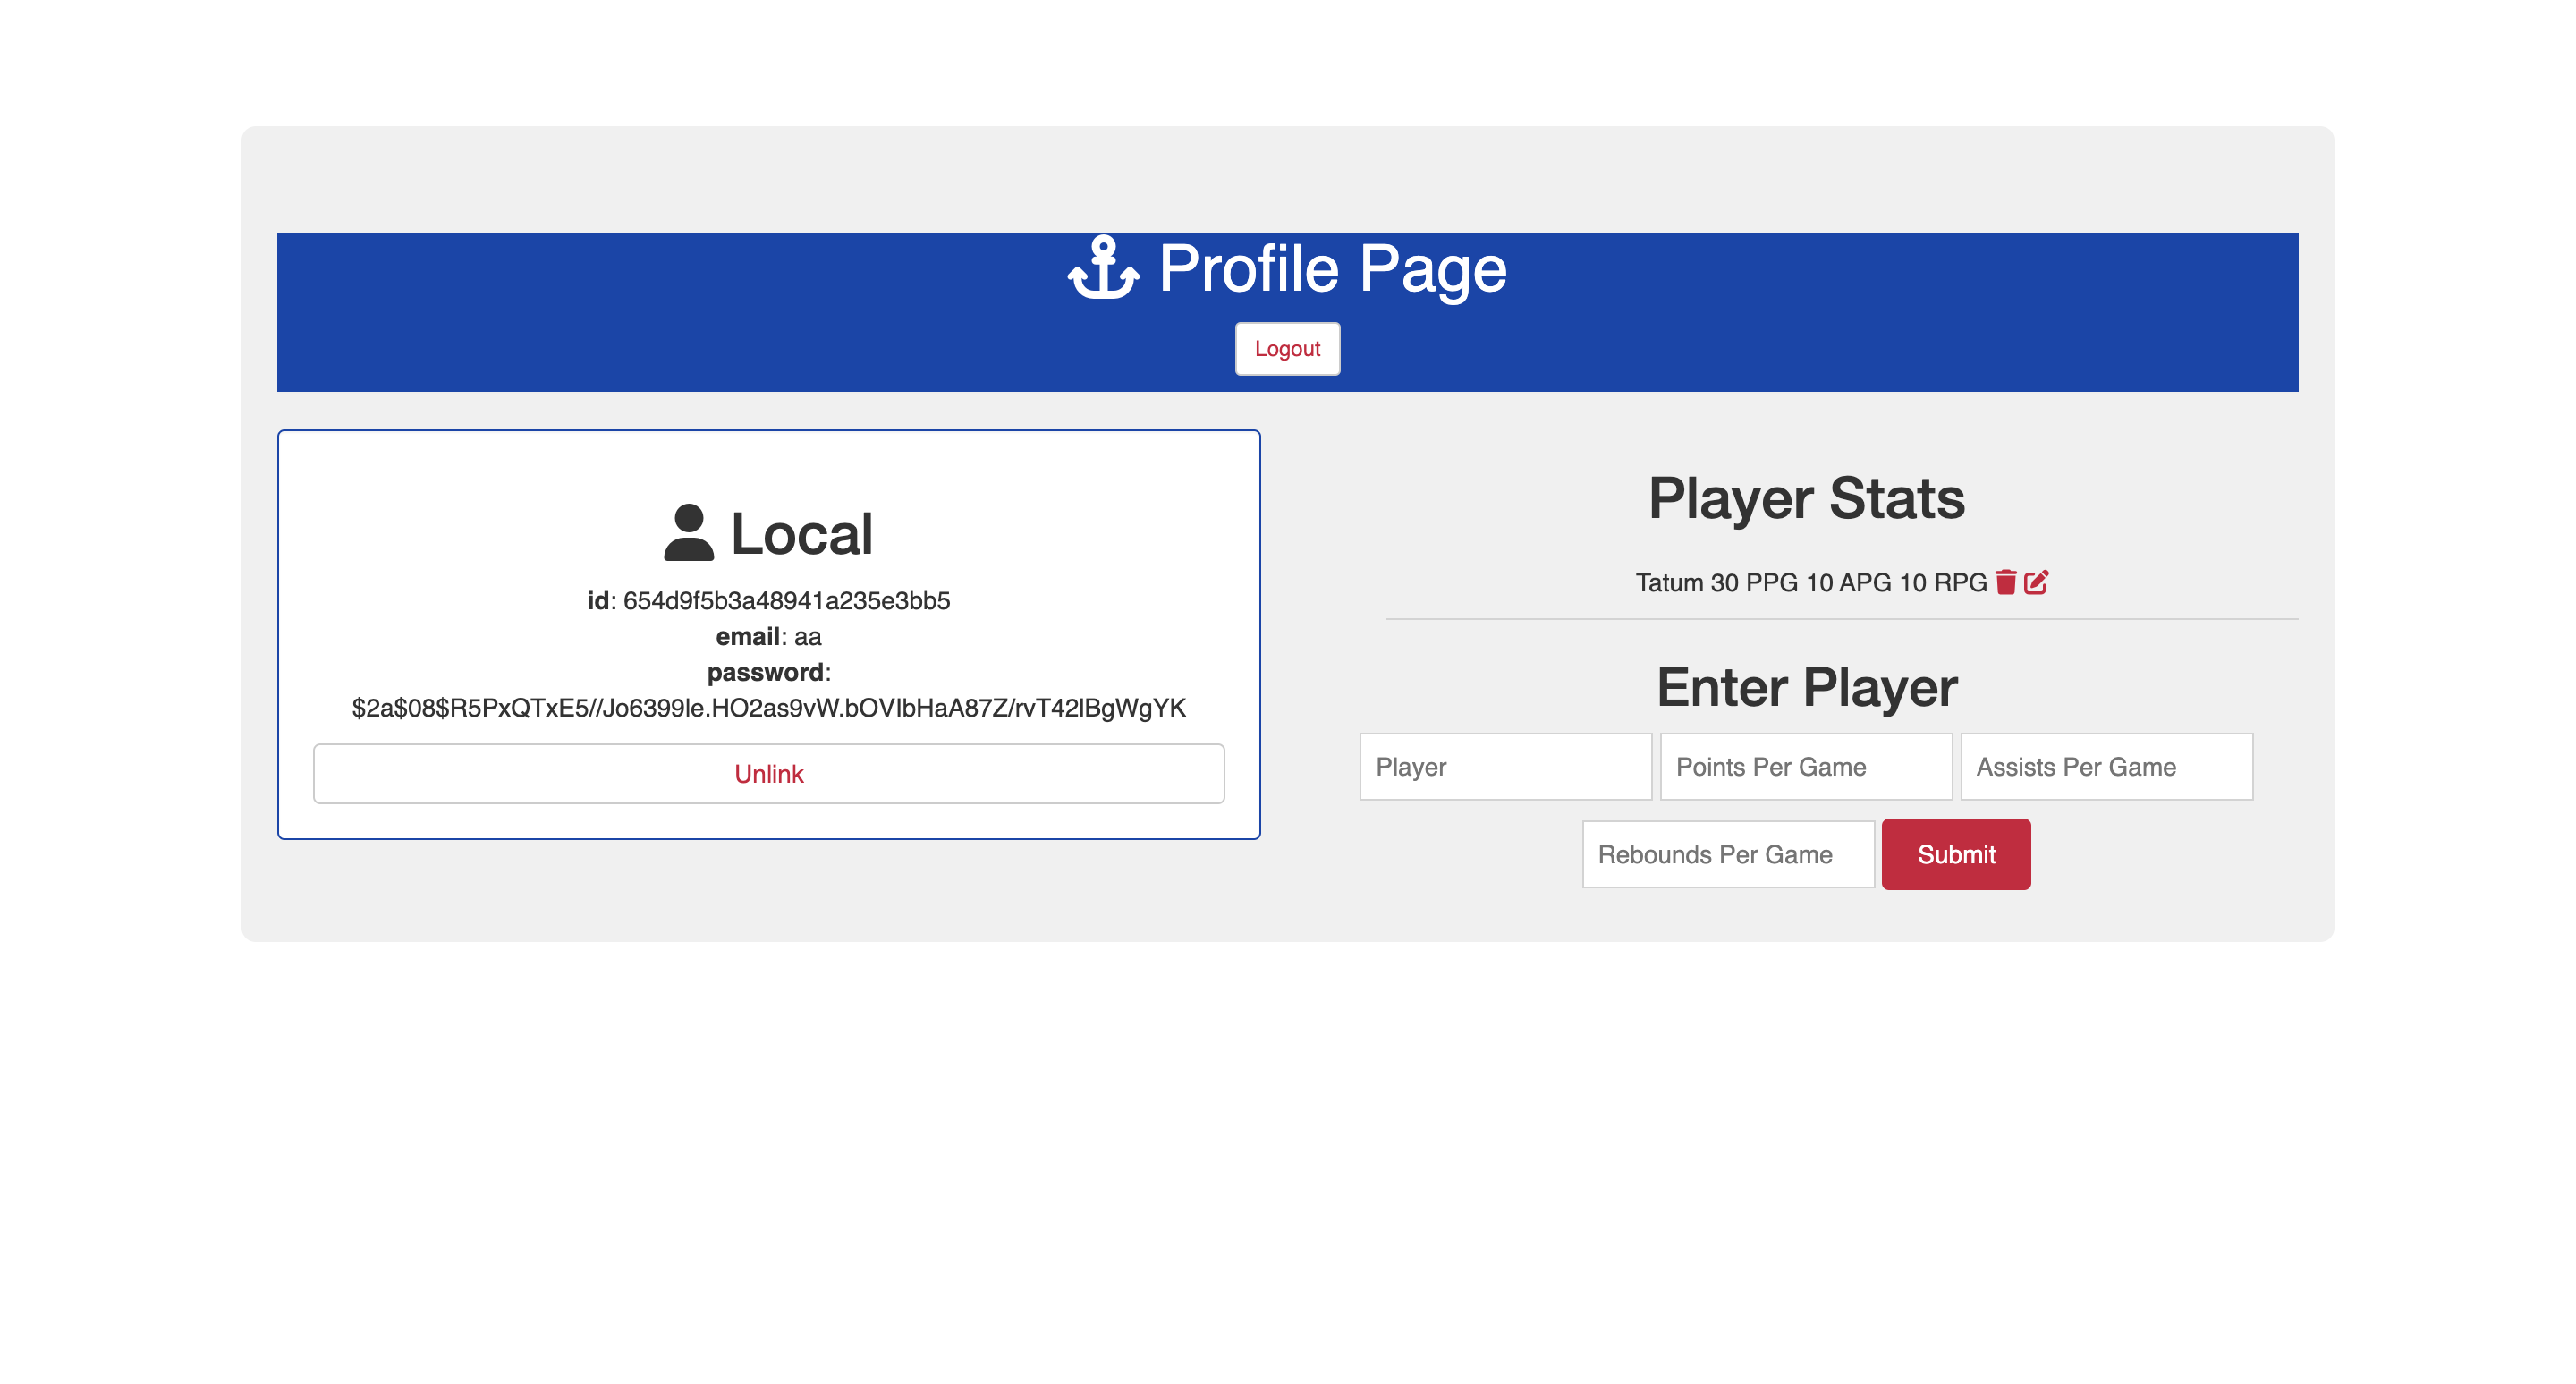 Profile Page
Logout
Local
id: 654d9f5b3a48941a235e3bb5
email: aa
password:
$2a$08$R5PxQTxE5//Jo6399le.HO2as9vW.bOVIbHaA87Z/rvT42lBgWgYK
Unlink
Player Stats
Tatum 30 PPG 10 APG 10 RPG
Enter Player
Player
Points Per Game
Assists Per Game
Rebounds Per Game
Submit